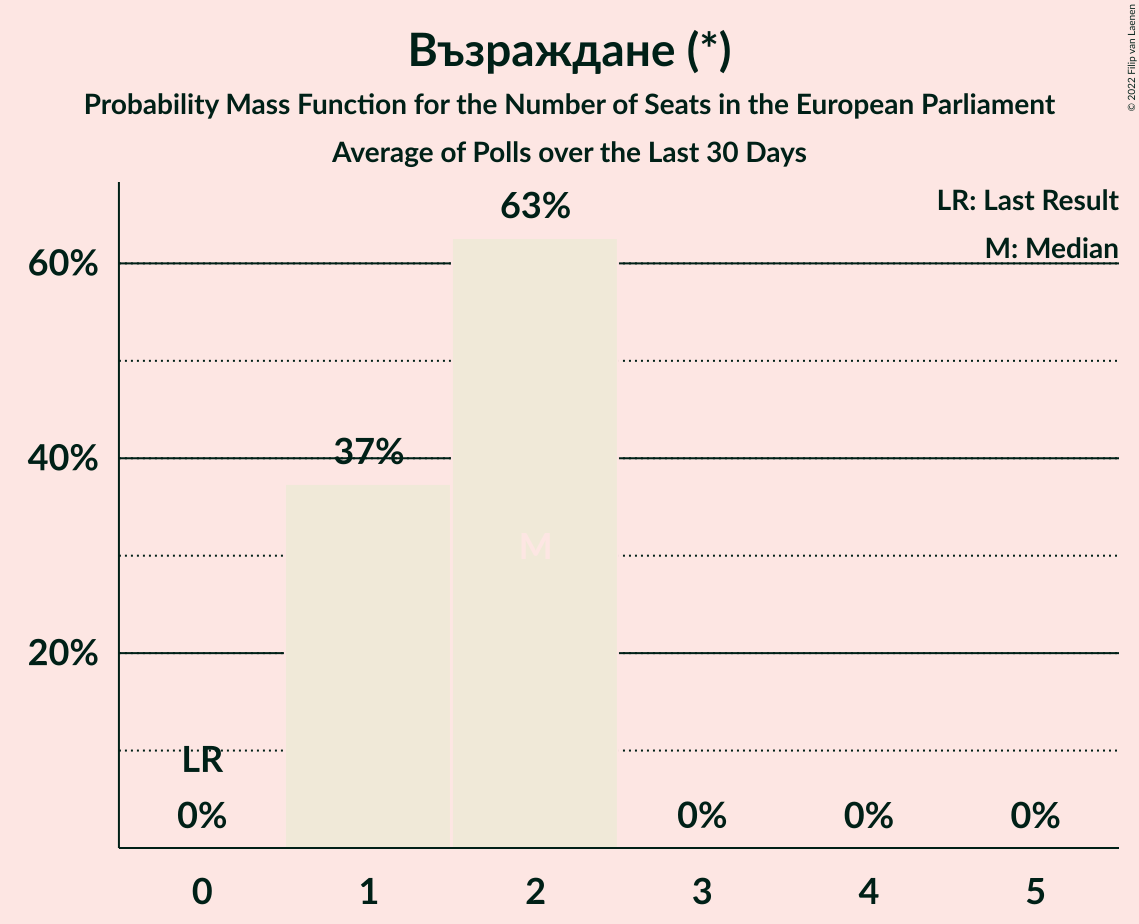 Възраждане (*)
Probability Mass Function for the Number of Seats in the European Parliament
Average of Polls over the Last 30 Days
© 2022 Filip van Laenen
LR: Last Result
M: Median
63%
60%
37%
40%
M
20%
LR
0%
0%
0%
0%
0
1
2
3
4
5